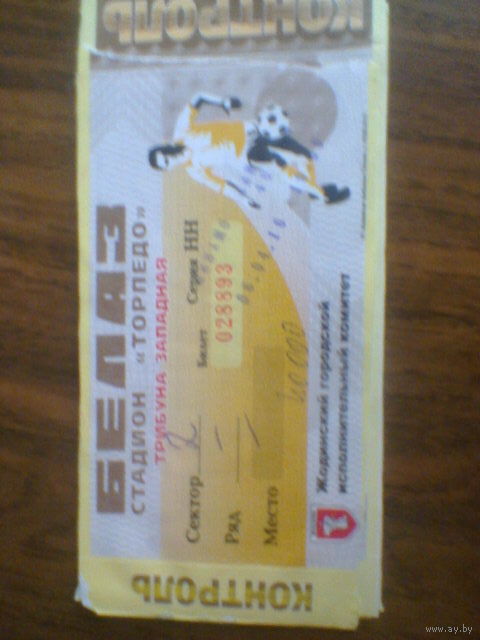 КОНТРОЛЬ
БЕЛАЗ
СТАДИОН «ТОРПЕДО»
ТРИБУНА ЗАПАДНАЯ
Билет Серия НН
028893
Сектор
Ряд
Место
Жодинский городской
исполнительный комитет
КОНТРОЛЬ
www.ay.by